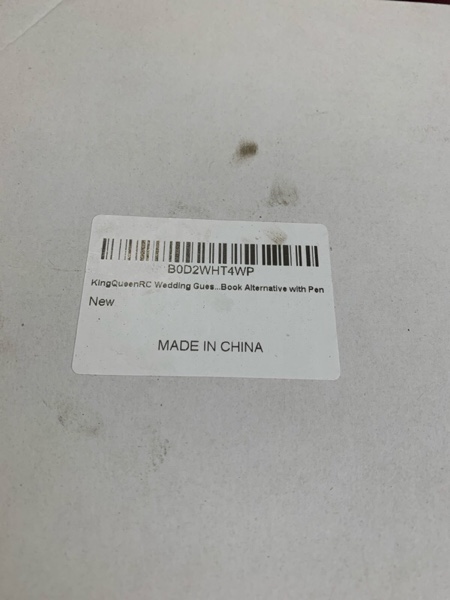 B0D2WHT4WP
KingQueenRC Wedding Gues...Book Alternative with Pen
New
MADE IN CHINA